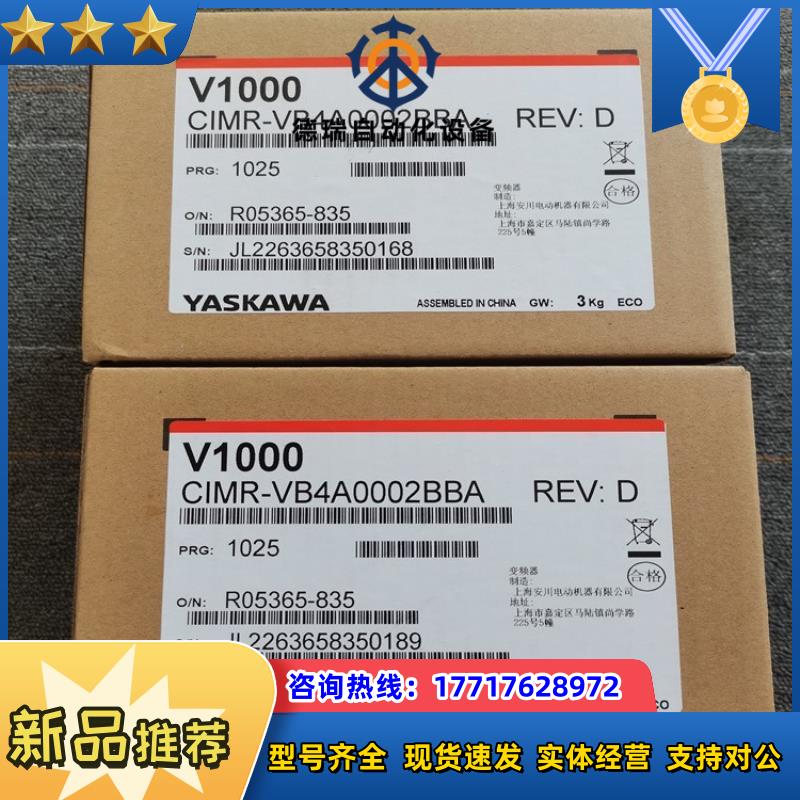 V1000
CIMR-VB4A0002BBA
REV: D
德瑞自动化设备
PRG: 1025
合格
变频器
制造:
上海安川电动机器有限公司
地址:
上海市嘉定区马陆镇尚学路
225号5幢
O/N: R05365-835
S/N: JL2263658350168
YASKAWA
ASSEMBLED IN CHINA GW: 3Kg ECO
V1000
CIMR-VB4A0002BBA
REV: D
PRG: 1025
合格
变频器
制造:
上海安川电动机器有限公司
地址:
上海市嘉定区马陆镇尚学路
225号5幢
O/N: R05365-835
JL2263658350189
咨询热线：17717628972
新品推荐
型号齐全 现货速发 实体经营 支持对公